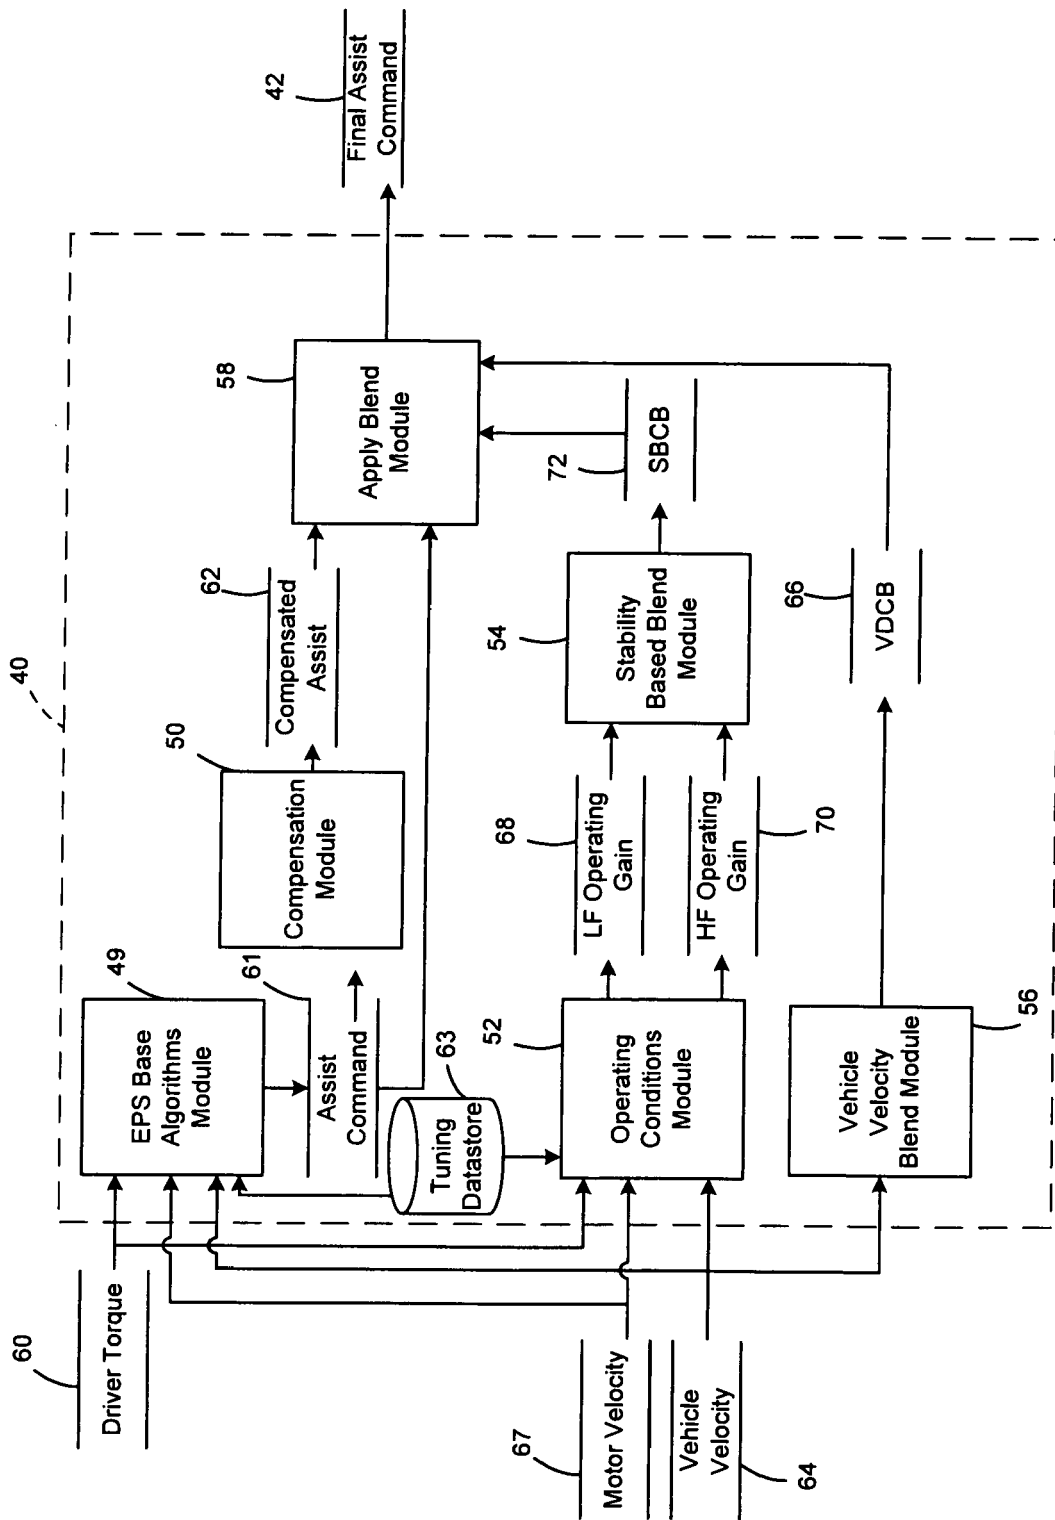 40
60
Driver Torque
67
Motor Velocity
Vehicle
Velocity
64
49
EPS Base
Algorithms
Module
61
Assist
Command
63
Tuning
Datastore
50
Compensation
Module
62
Compensated
Assist
58
Apply Blend
Module
42
Final Assist
Command
52
Operating
Conditions
Module
68
LF Operating
Gain
HF Operating
Gain
70
54
Stability
Based Blend
Module
72
SBCB
56
Vehicle
Velocity
Blend Module
66
VDCB